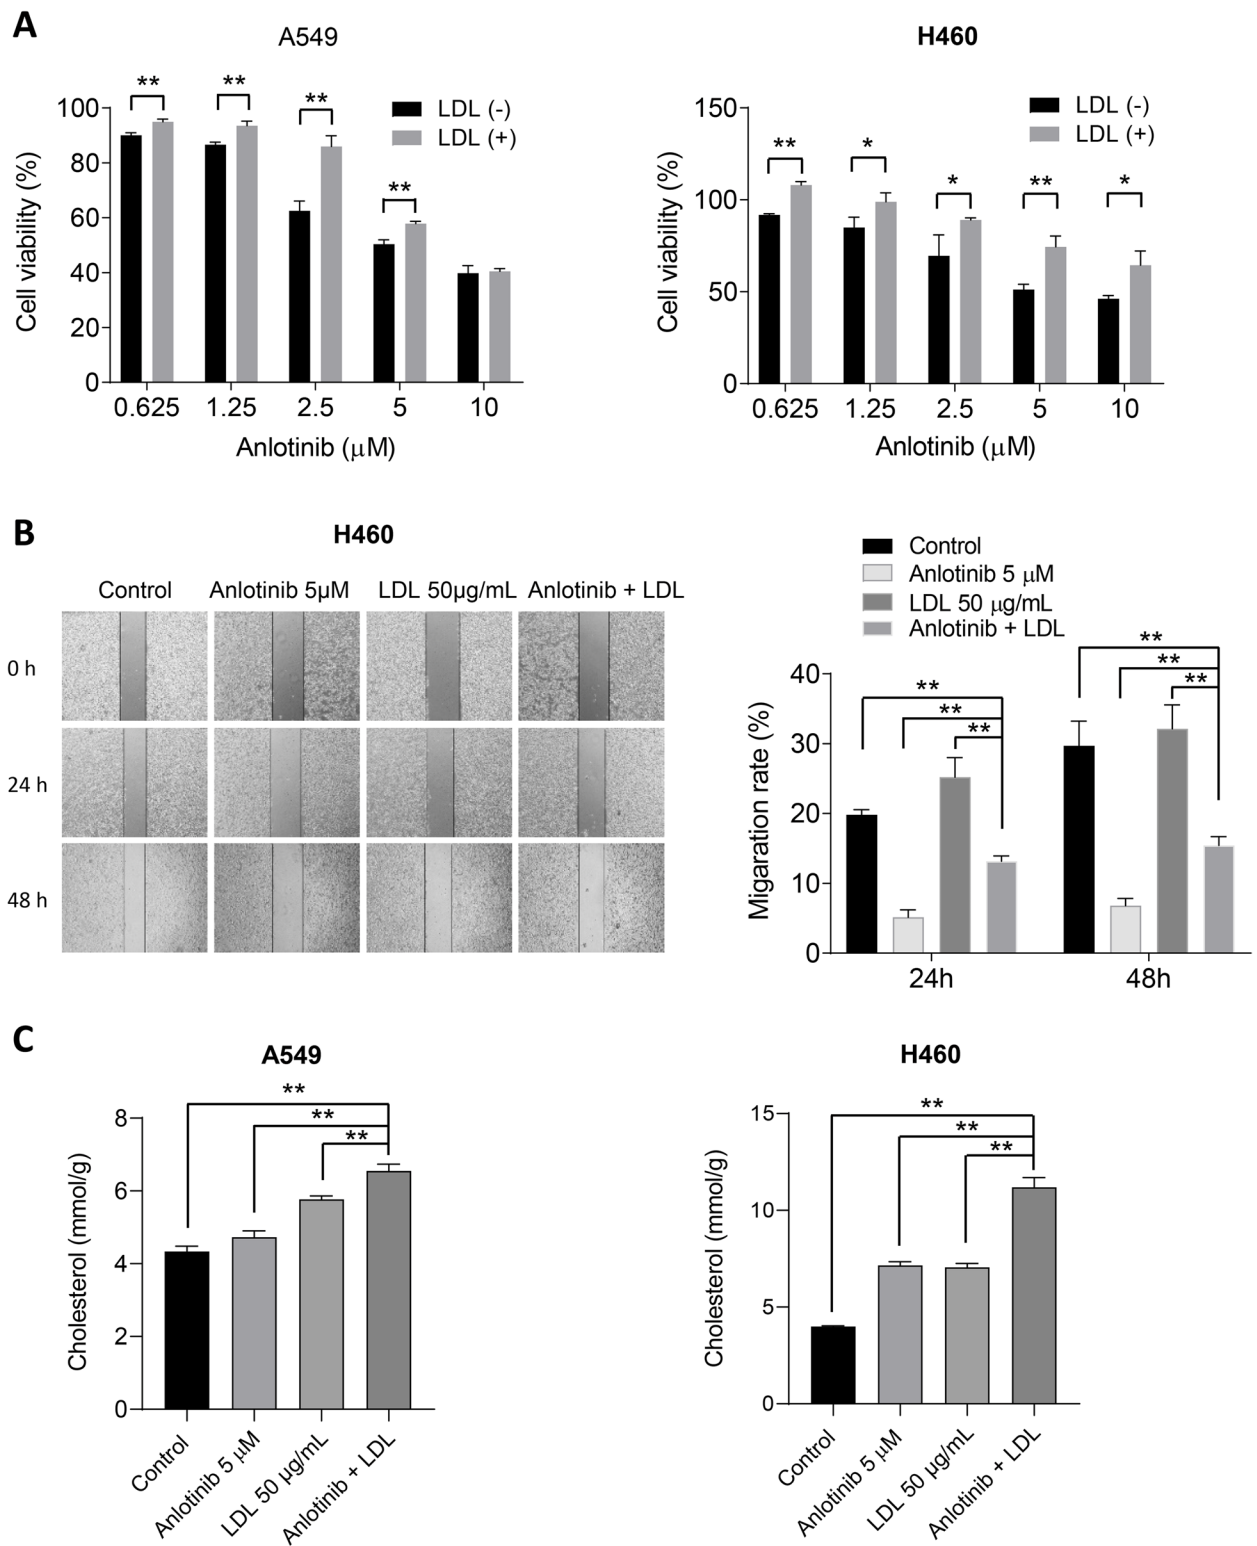 A
A549
H460
**
**
**
**
LDL (-)
LDL (+)
Cell viability (%)
100
80
60
40
20
0
0.625 1.25 2.5 5 10
Anlotinib (μM)
**
*
*
**
*
LDL (-)
LDL (+)
Cell viability (%)
150
100
50
0
0.625 1.25 2.5 5 10
Anlotinib (μM)
B
H460
Control Anlotinib 5μM LDL 50μg/mL Anlotinib + LDL
0 h
24 h
48 h
Control
Anlotinib 5 μM
LDL 50 μg/mL
Anlotinib + LDL
Migaration rate (%)
40
30
20
10
0
**
**
**
**
**
**
24h 48h
C
A549
H460
**
**
**
Cholesterol (mmol/g)
8
6
4
2
0
Control
Anlotinib 5 μM
LDL 50 μg/mL
Anlotinib + LDL
**
**
**
Cholesterol (mmol/g)
15
10
5
0
Control
Anlotinib 5 μM
LDL 50 μg/mL
Anlotinib + LDL